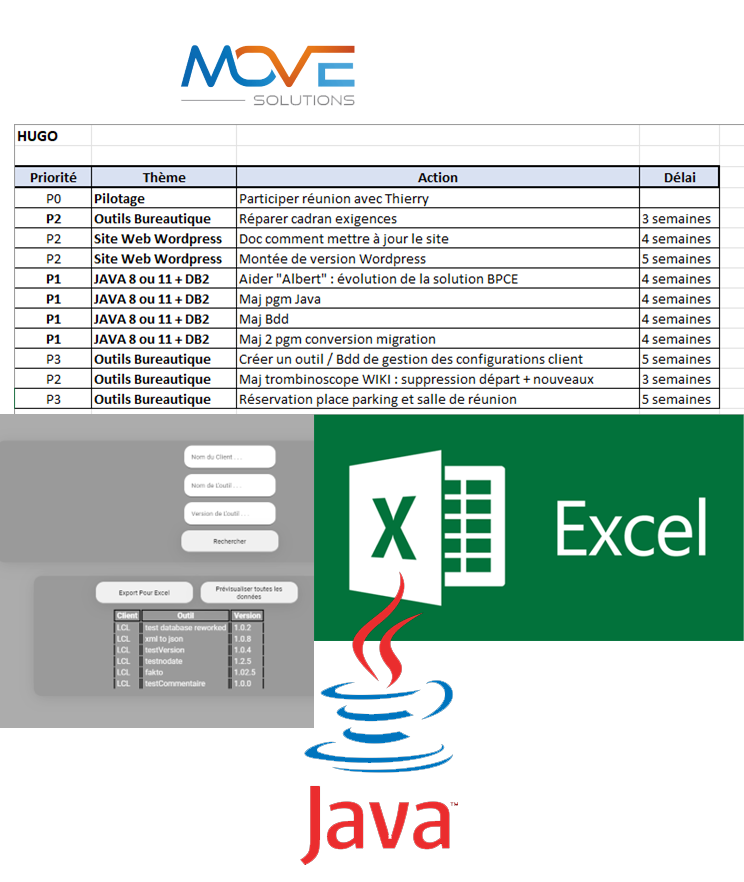 MOVE
SOLUTIONS
HUGO
Priorité Thème Action Délai
P0 Pilotage Participer réunion avec Thierry
P2 Outils Bureautique Réparer cadran exigences 3 semaines
P2 Site Web Wordpress Doc comment mettre à jour le site 4 semaines
P2 Site Web Wordpress Montée de version Wordpress 5 semaines
P1 JAVA 8 ou 11 + DB2 Aider "Albert" : évolution de la solution BPCE 4 semaines
P1 JAVA 8 ou 11 + DB2 Maj pgm Java 4 semaines
P1 JAVA 8 ou 11 + DB2 Maj Bdd 4 semaines
P1 JAVA 8 ou 11 + DB2 Maj 2 pgm conversion migration 4 semaines
P3 Outils Bureautique Créer un outil / Bdd de gestion des configurations client 5 semaines
P2 Outils Bureautique Maj trombinoscope WIKI : suppression départ + nouveaux 3 semaines
P3 Outils Bureautique Réservation place parking et salle de réunion 5 semaines
Nom du Client . . .
Nom de L'outil . . .
Version de L'outil . . .
Rechercher
Export Pour Excel
Prévisualiser toutes les
données
Client Outil Version
LCL test database reworked 1.0.2
LCL xml to json 1.0.8
LCL testVersion 1.0.4
LCL testnodate 1.2.5
LCL fakto 1.02.5
LCL testCommentaire 1.0.0
X
Excel
Java™